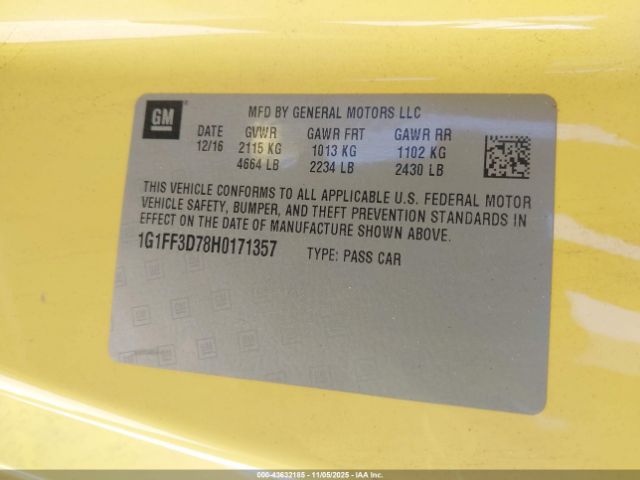 GM
MFD BY GENERAL MOTORS LLC
DATE GVWR GAWR FRT GAWR RR
12/16 2115 KG 1013 KG 1102 KG
4664 LB 2234 LB 2430 LB
THIS VEHICLE CONFORMS TO ALL APPLICABLE U.S. FEDERAL MOTOR
VEHICLE SAFETY, BUMPER, AND THEFT PREVENTION STANDARDS IN
EFFECT ON THE DATE OF MANUFACTURE SHOWN ABOVE.
1G1FF3D78H0171357 TYPE: PASS CAR
000-43632185 - 11/05/2025 - IAA Inc.